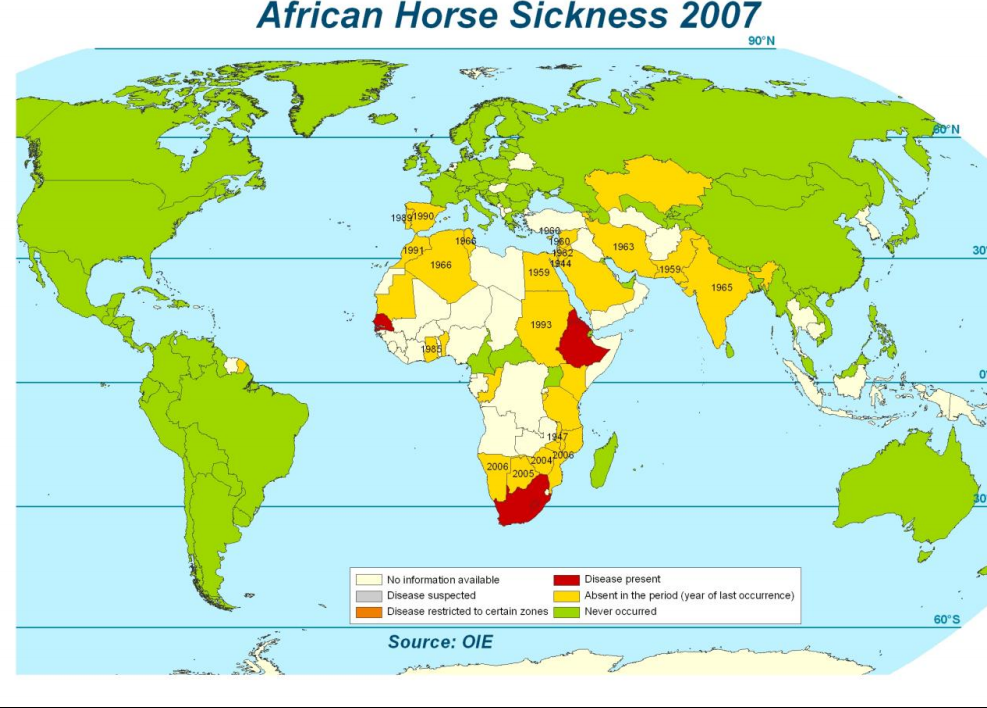 African Horse Sickness 2007
90°N
60°N
1989 1990
1960
1991
1966
1960
1963
30°
1966
1982
1944
1959
1959
1965
1993
1985
0°
1947
2006
2004
2006
2005
30°
No information available
Disease present
Disease suspected
Absent in the period (year of last occurrence)
Disease restricted to certain zones
Never occurred
60°S
Source: OIE